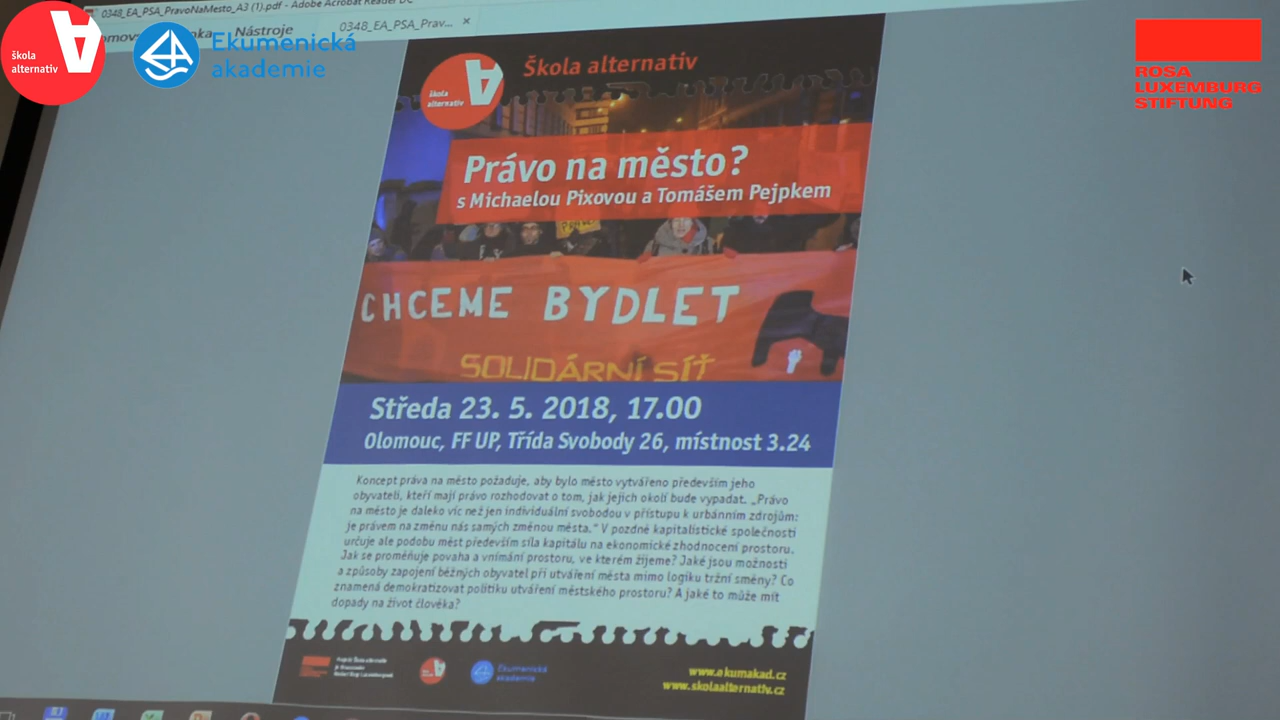 0348_EA_PSA_PravoNaMesto_A3 (1).pdf - Adobe Acrobat Reader DC
Nástroje
0348_EA_PSA_Prav...
škola
alternativ
Ekumenická
akademie
ROSA
LUXEMBURG
STIFTUNG
škola
alternativ
Škola alternativ
Právo na město?
s Michaelou Pixovou a Tomášem Pejpkem
CHCEME BYDLET
SOLIDÁRNÍ SÍŤ
Středa 23. 5. 2018, 17.00
Olomouc, FF UP, Třída Svobody 26, místnost 3.24
Koncept práva na město požaduje, aby bylo město vytvářeno především jeho
obyvateli, kteří mají právo rozhodovat o tom, jak jejich okolí bude vypadat. „Právo
na město je daleko víc než jen individuální svobodou v přístupu k urbánním zdrojům:
je právem na změnu nás samých změnou města.“ V pozdně kapitalistické společnosti
určuje ale podobu měst především síla kapitálu na ekonomické zhodnocení prostoru.
Jak se proměňuje povaha a vnímání prostoru, ve kterém žijeme? Jaké jsou možnosti
a způsoby zapojení běžných obyvatel při utváření města mimo logiku tržní směny? Co
znamená demokratizovat politiku utváření městského prostoru? A jaké to může mít
dopady na život člověka?
Ekumenická
akademie
www.ekumakad.cz
www.skolaalternativ.cz